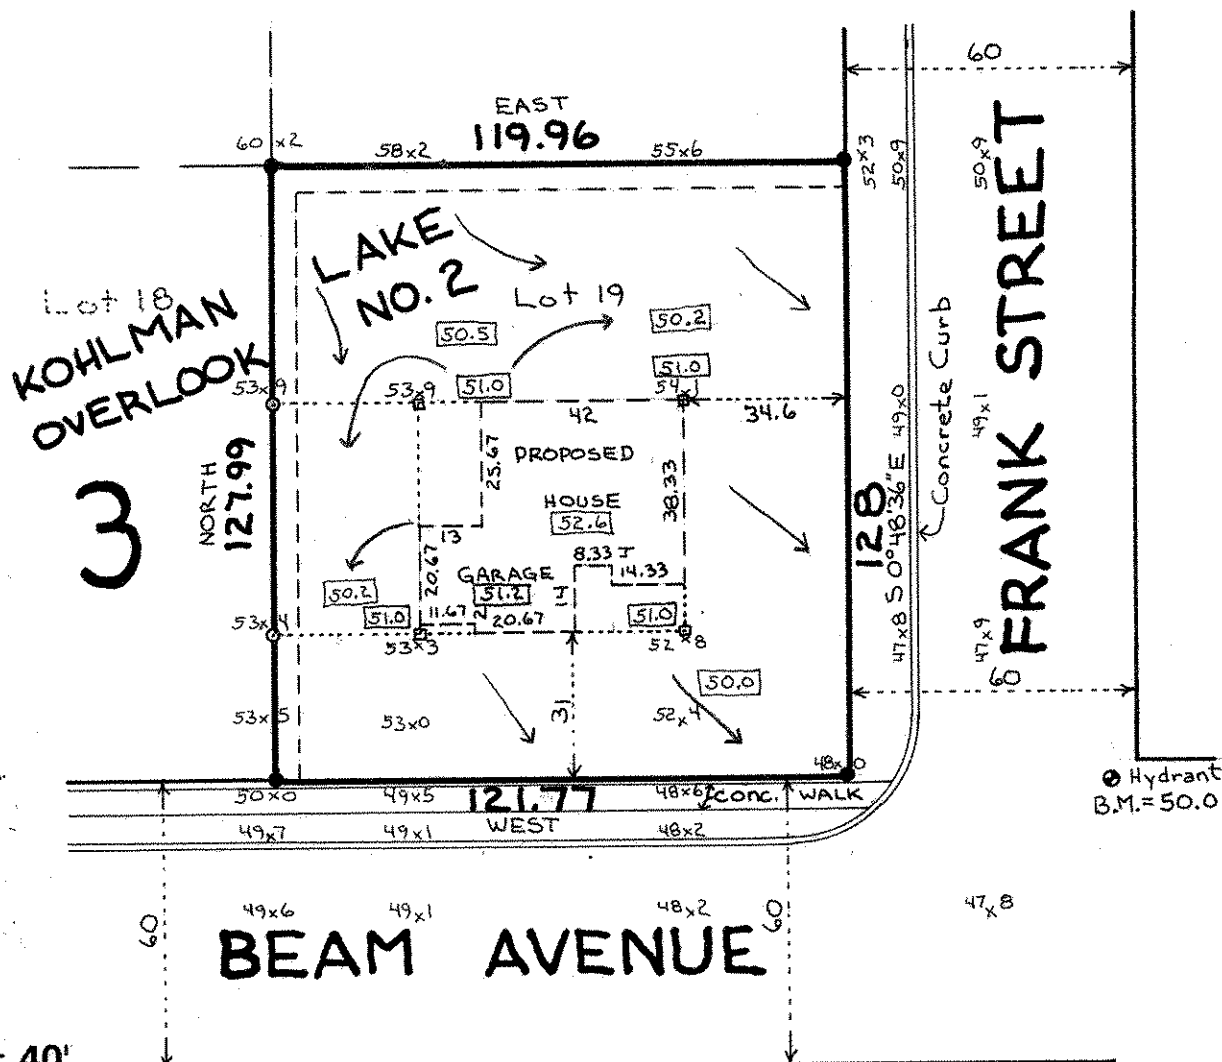 60
EAST
119.96
60x2
58x2
55x6
52x3
50x9
50x9
LAKE
NO. 2
Lot 19
Lot 18
KOHLMAN
OVERLOOK
3
50.5
50.2
51.0
51.0
53x9
53x9
54x1
42
34.6
49x0
49x1
PROPOSED
HOUSE
52.6
25.67
38.33
NORTH
127.99
128
S 0°48'36" E
Concrete Curb
FRANK STREET
13
8.33
14.33
20.67
GARAGE
51.2
50.2
51.0
11.67
2
20.67
11
51.0
53x4
53x3
52x8
47x8
47x9
60
50.0
31
53x5
53x0
52x4
48x0
Hydrant
B.M.=50.0
50x0
49x5
121.77
48x6
CONC. WALK
49x7
49x1
WEST
48x2
60
49x6
49x1
48x2
60
47x8
BEAM AVENUE
40'